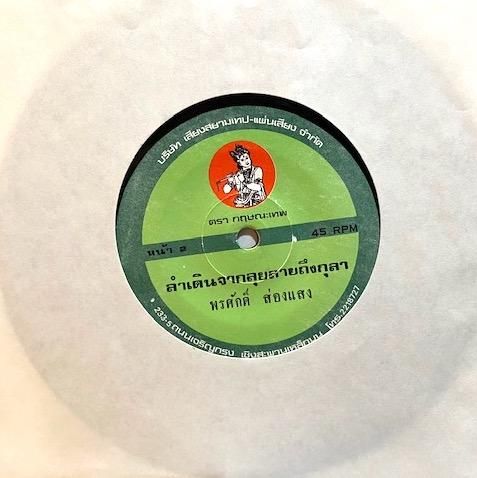 บริษัท เสียงสยามเทป-แผ่นเสียง จำกัด
ตรา กฤษณะเทพ
หน้า ๒
45 RPM
ลำเดินจากลุยลายถึงกุลา
พรศักดิ์ ส่องแสง
233-5 ถนนเจริญกรุง เชิงสะพานเหล็กบน โทร. 2218727